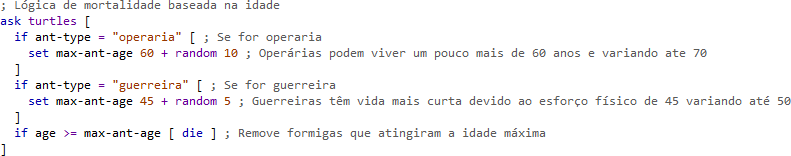 ; Lógica de mortalidade baseada na idade
ask turtles [
  if ant-type = "operaria" [ ; Se for operaria
    set max-ant-age 60 + random 10 ; Operárias podem viver um pouco mais de 60 anos e variando ate 70
  ]
  if ant-type = "guerreira" [ ; Se for guerreira
    set max-ant-age 45 + random 5 ; Guerreiras têm vida mais curta devido ao esforço físico de 45 variando até 50
  ]
  if age >= max-ant-age [ die ] ; Remove formigas que atingiram a idade máxima
]